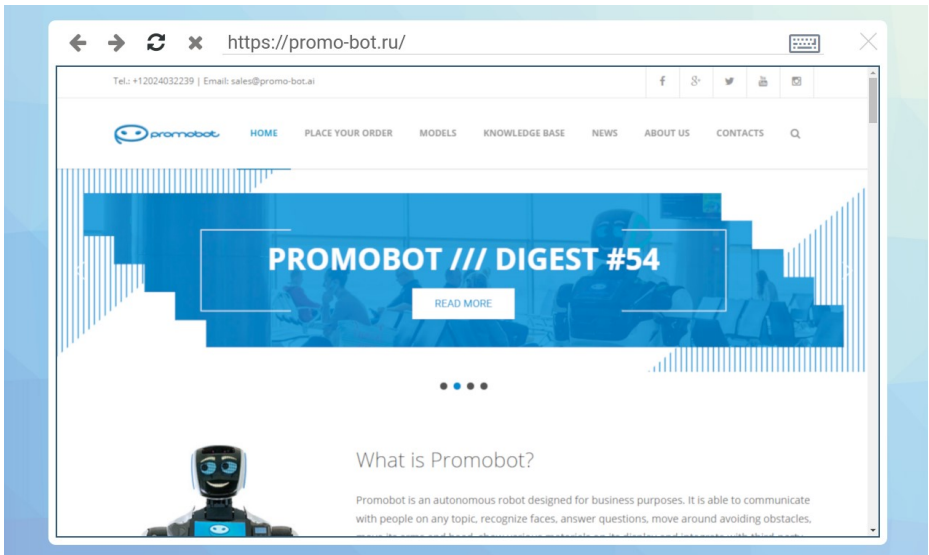 https://promo-bot.ru/
Tel.: +12024032239 | Email: sales@promo-bot.ai
promobot
HOME PLACE YOUR ORDER MODELS KNOWLEDGE BASE NEWS ABOUT US CONTACTS
PROMOBOT /// DIGEST #54
READ MORE
What is Promobot?
Promobot is an autonomous robot designed for business purposes. It is able to communicate
with people on any topic, recognize faces, answer questions, move around avoiding obstacles,